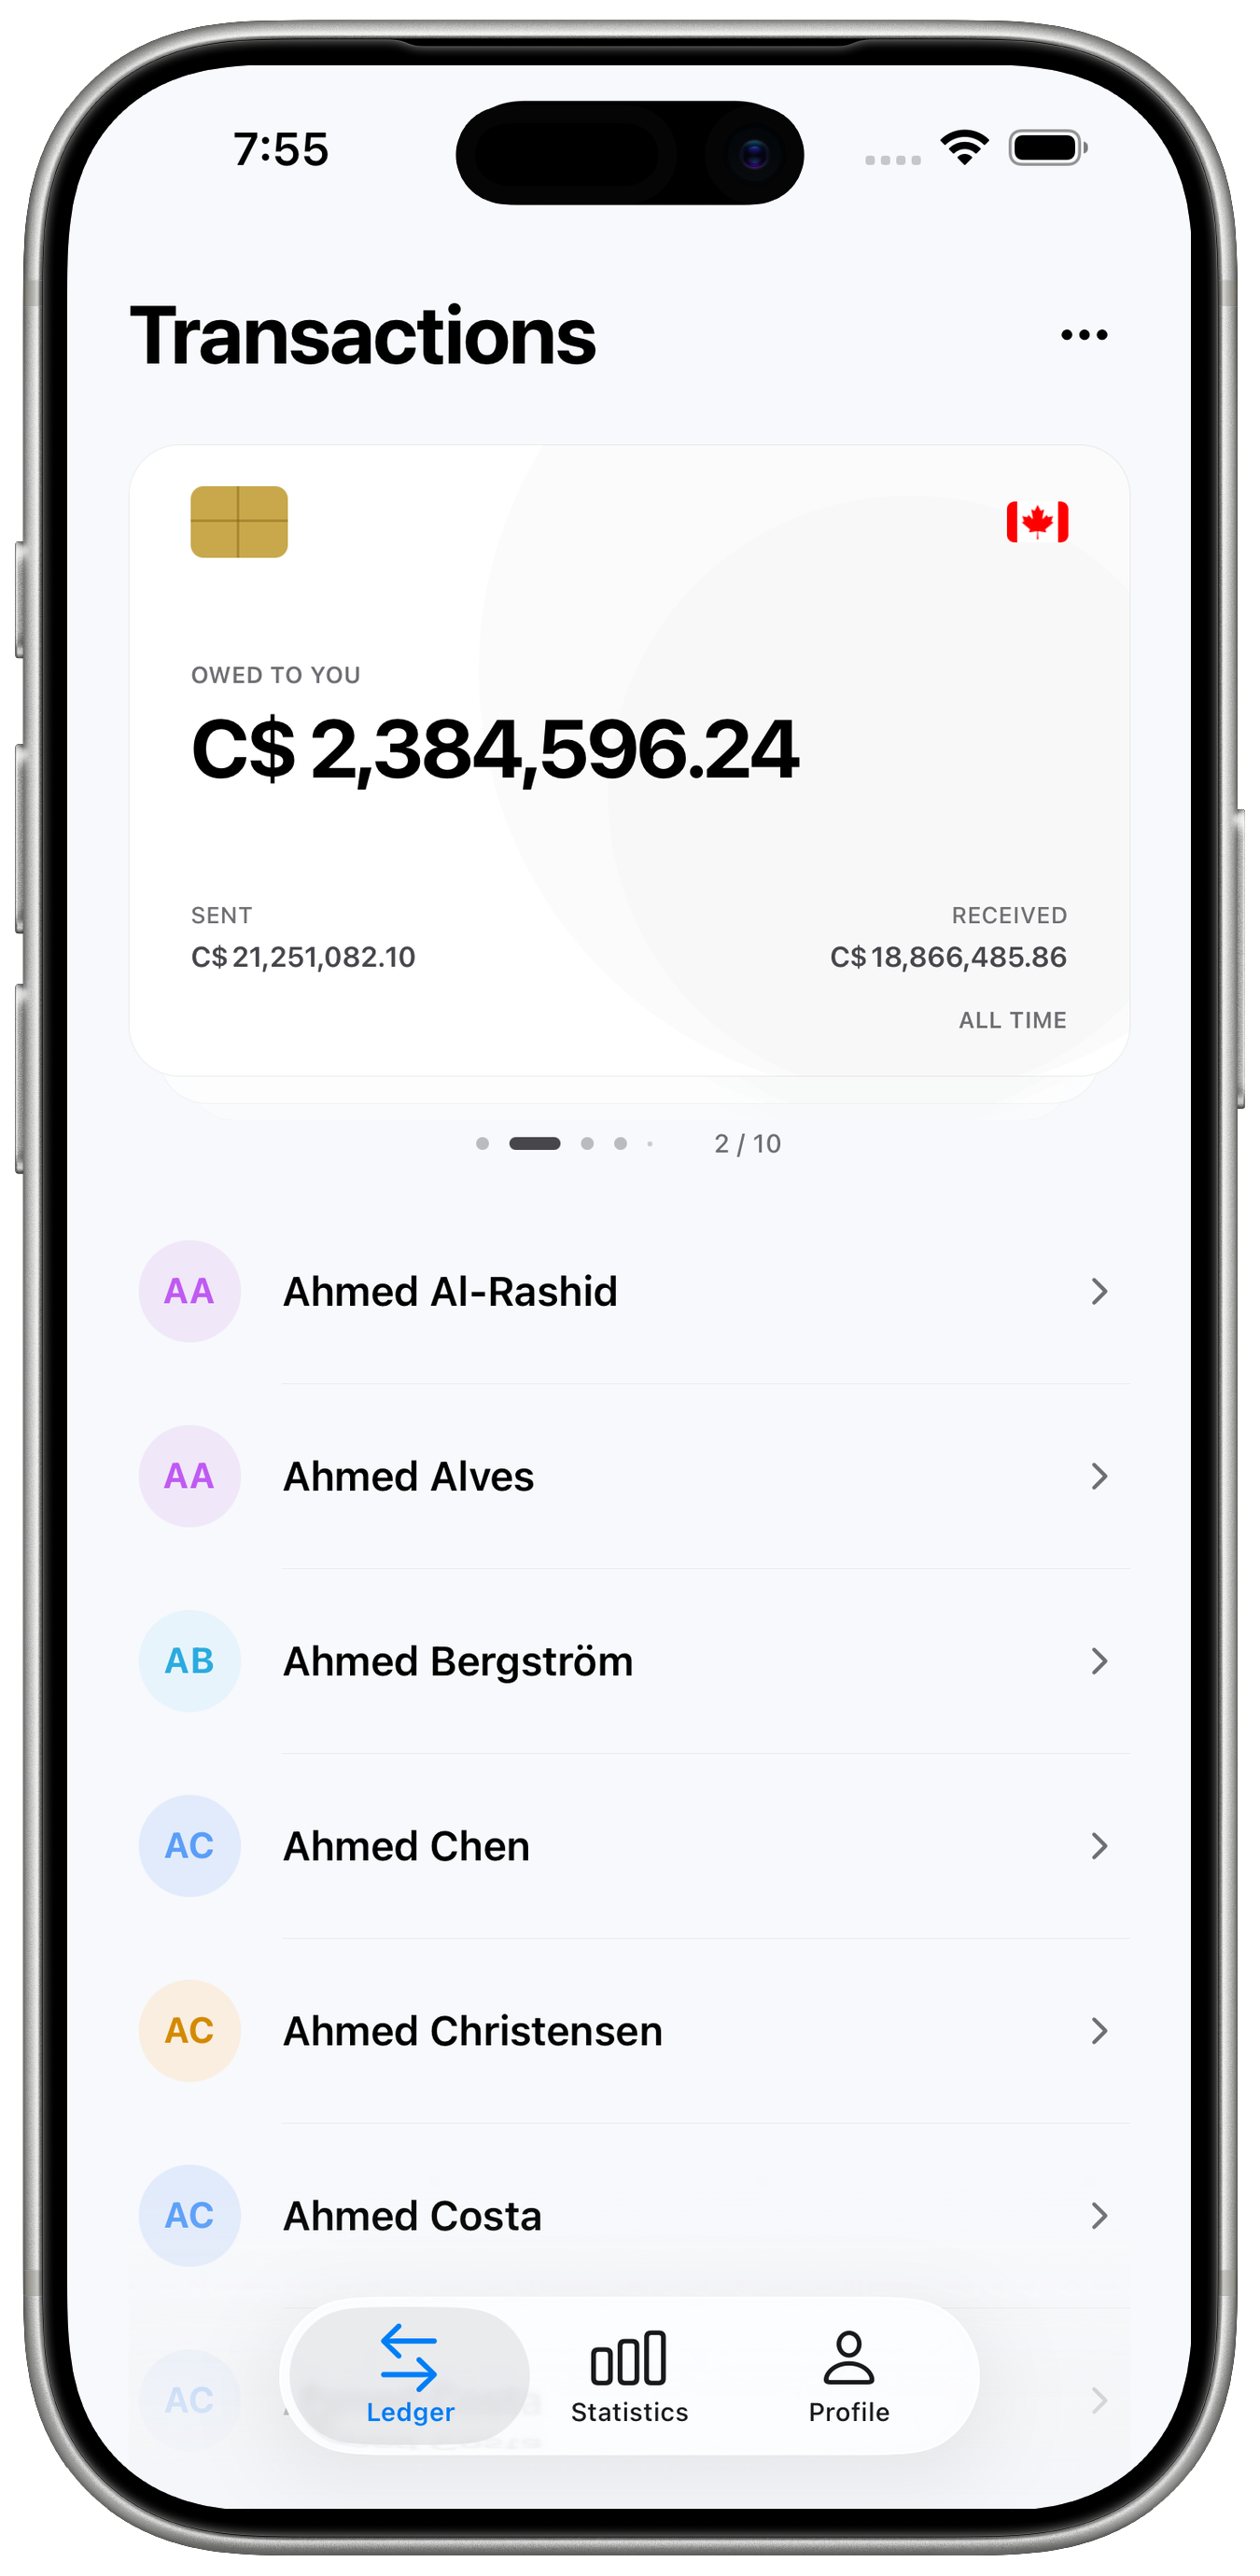 7:55
Transactions
OWED TO YOU
C$ 2,384,596.24
SENT
RECEIVED
C$ 21,251,082.10
C$ 18,866,485.86
ALL TIME
2 / 10
AA
Ahmed Al-Rashid
AA
Ahmed Alves
AB
Ahmed Bergström
AC
Ahmed Chen
AC
Ahmed Christensen
AC
Ahmed Costa
AC
Ledger
Statistics
Profile